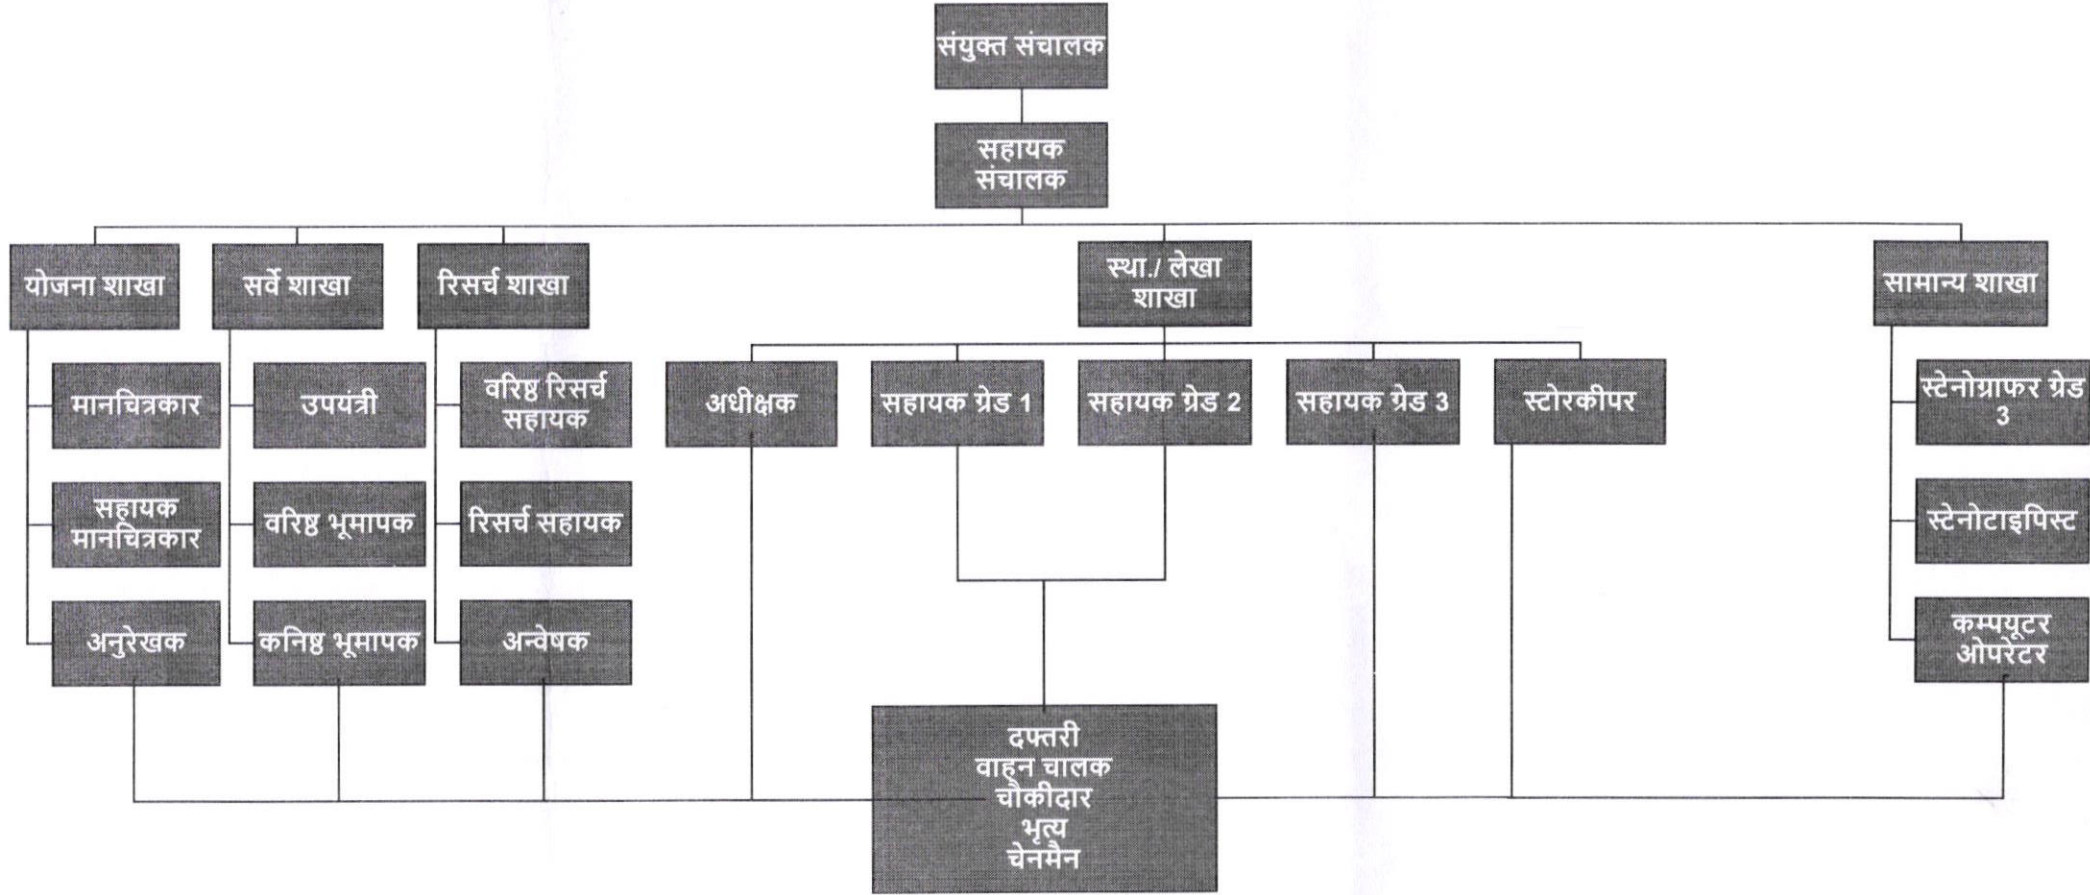 संयुक्त संचालक
सहायक
संचालक
योजना शाखा
सर्वे शाखा
रिसर्च शाखा
स्था./ लेखा
शाखा
सामान्य शाखा
मानचित्रकार
उपयंत्री
वरिष्ठ रिसर्च
सहायक
अधीक्षक
सहायक ग्रेड 1
सहायक ग्रेड 2
सहायक ग्रेड 3
स्टोरकीपर
स्टेनोग्राफर ग्रेड
3
सहायक
मानचित्रकार
वरिष्ठ भूमापक
रिसर्च सहायक
स्टेनोटाइपिस्ट
अनुरेखक
कनिष्ठ भूमापक
अन्वेषक
कम्पयूटर
ओपरेटर
दफ्तरी
वाहन चालक
चौकीदार
भृत्य
चेनमैन